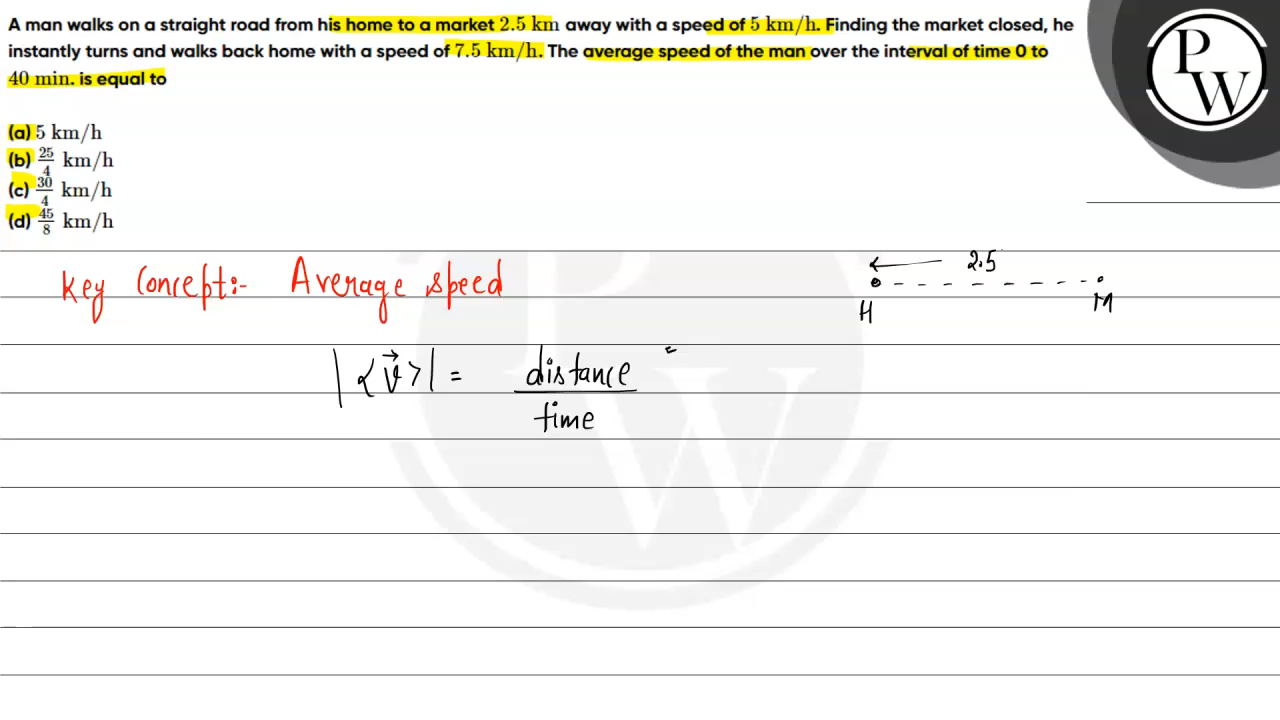 A man walks on a straight road from his home to a market 2.5 km away with a speed of 5 km/h. Finding the market closed, he
instantly turns and walks back home with a speed of 7.5 km/h. The average speed of the man over the interval of time 0 to
40 min. is equal to
(a) 5 km/h
(b) 25/4 km/h
(c) 30/4 km/h
(d) 45/8 km/h
P
W
Key Concept:- Average speed
2.5
H M
|<v⃗>| = distance/time =